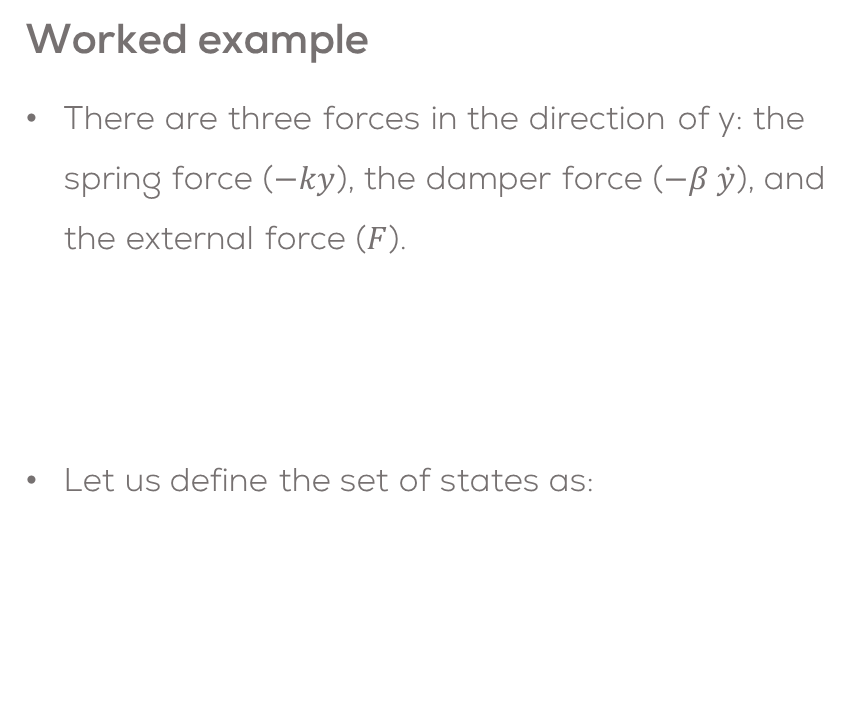 Worked example
• There are three forces in the direction of y: the
spring force (−ky), the damper force (−β ẏ), and
the external force (F).
• Let us define the set of states as: